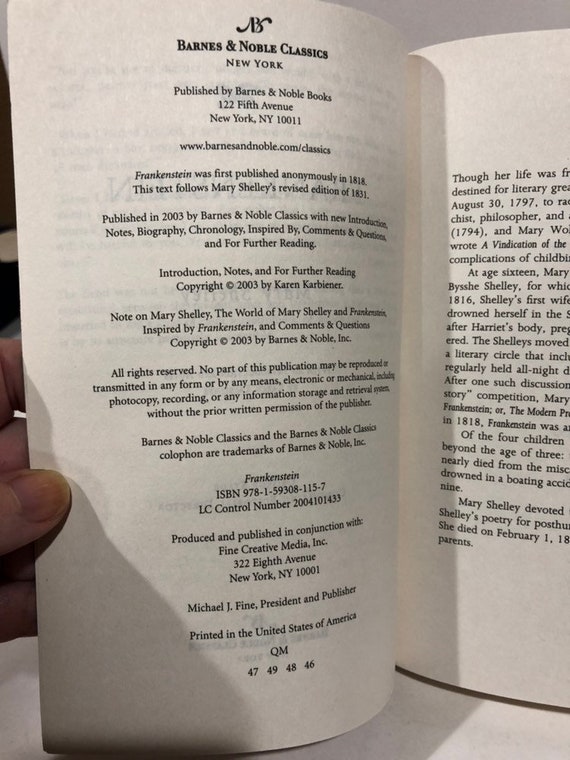 BARNES & NOBLE CLASSICS
NEW YORK
Published by Barnes & Noble Books
122 Fifth Avenue
New York, NY 10011
www.barnesandnoble.com/classics
Frankenstein was first published anonymously in 1818.
This text follows Mary Shelley's revised edition of 1831.
Published in 2003 by Barnes & Noble Classics with new Introduction,
Notes, Biography, Chronology, Inspired By, Comments & Questions,
and For Further Reading.
Introduction, Notes, and For Further Reading
Copyright © 2003 by Karen Karbiener.
Note on Mary Shelley, The World of Mary Shelley and Frankenstein,
Inspired by Frankenstein, and Comments & Questions
Copyright © 2003 by Barnes & Noble, Inc.
All rights reserved. No part of this publication may be reproduced or
transmitted in any form or by any means, electronic or mechanical, including
photocopy, recording, or any information storage and retrieval system,
without the prior written permission of the publisher.
Barnes & Noble Classics and the Barnes & Noble Classics
colophon are trademarks of Barnes & Noble, Inc.
Frankenstein
ISBN 978-1-59308-115-7
LC Control Number 2004101433
Produced and published in conjunction with:
Fine Creative Media, Inc.
322 Eighth Avenue
New York, NY 10001
Michael J. Fine, President and Publisher
Printed in the United States of America
QM
47 49 48 46
Though her life was fr
destined for literary grea
August 30, 1797, to rac
chist, philosopher, and a
(1794), and Mary Wol
wrote A Vindication of the
complications of childbir
At age sixteen, Mary
Bysshe Shelley, for which
1816, Shelley's first wife
drowned herself in the S
after Harriet's body, preg
ered. The Shelleys moved
a literary circle that inclu
regularly held all-night d
After one such discussion
story" competition, Mary
Frankenstein; or, The Modern Pro
in 1818, Frankenstein was an
Of the four children
beyond the age of three:
nearly died from the misc
drowned in a boating accid
nine.
Mary Shelley devoted
Shelley's poetry for posthum
She died on February 1, 18
parents.